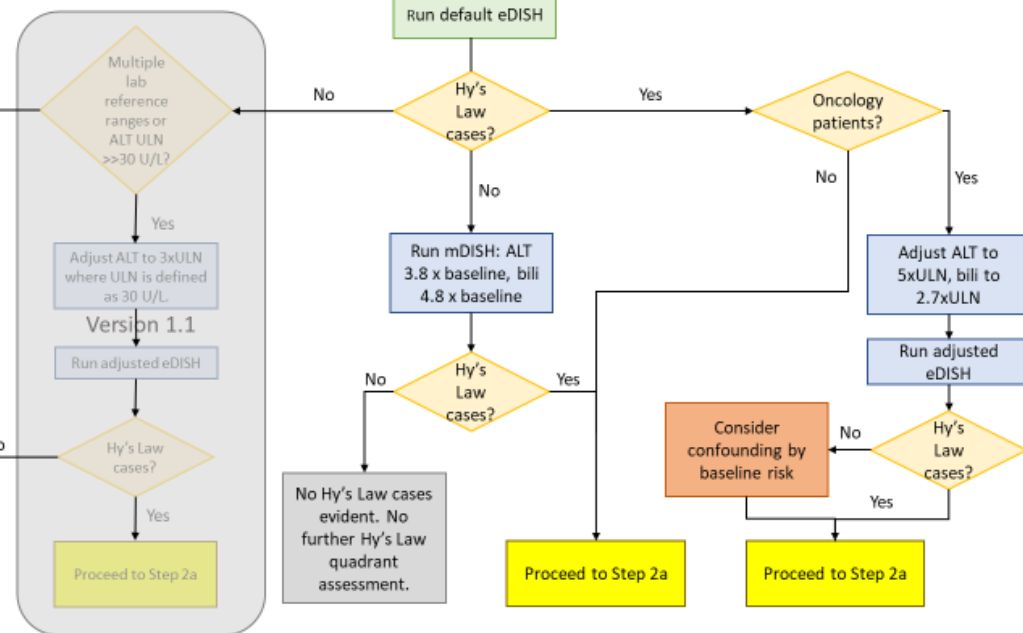 Run default eDISH
Multiple
lab
reference
ranges or
ALT ULN
>>30 U/L?
No
Hy's
Law
cases?
Yes
Oncology
patients?
Yes
No
No
Yes
Adjust ALT to 3xULN
where ULN is defined
as 30 U/L.
Run mDISH: ALT
3.8 x baseline, bili
4.8 x baseline
Adjust ALT to
5xULN, bili to
2.7xULN
Version 1.1
Run adjusted eDISH
Run adjusted
eDISH
No
Hy's
Law
cases?
Yes
Hy's Law
cases?
Yes
Consider
confounding by
baseline risk
No
Hy's
Law
cases?
Yes
No Hy's Law cases
evident. No
further Hy's Law
quadrant
assessment.
Proceed to Step 2a
Proceed to Step 2a
Proceed to Step 2a